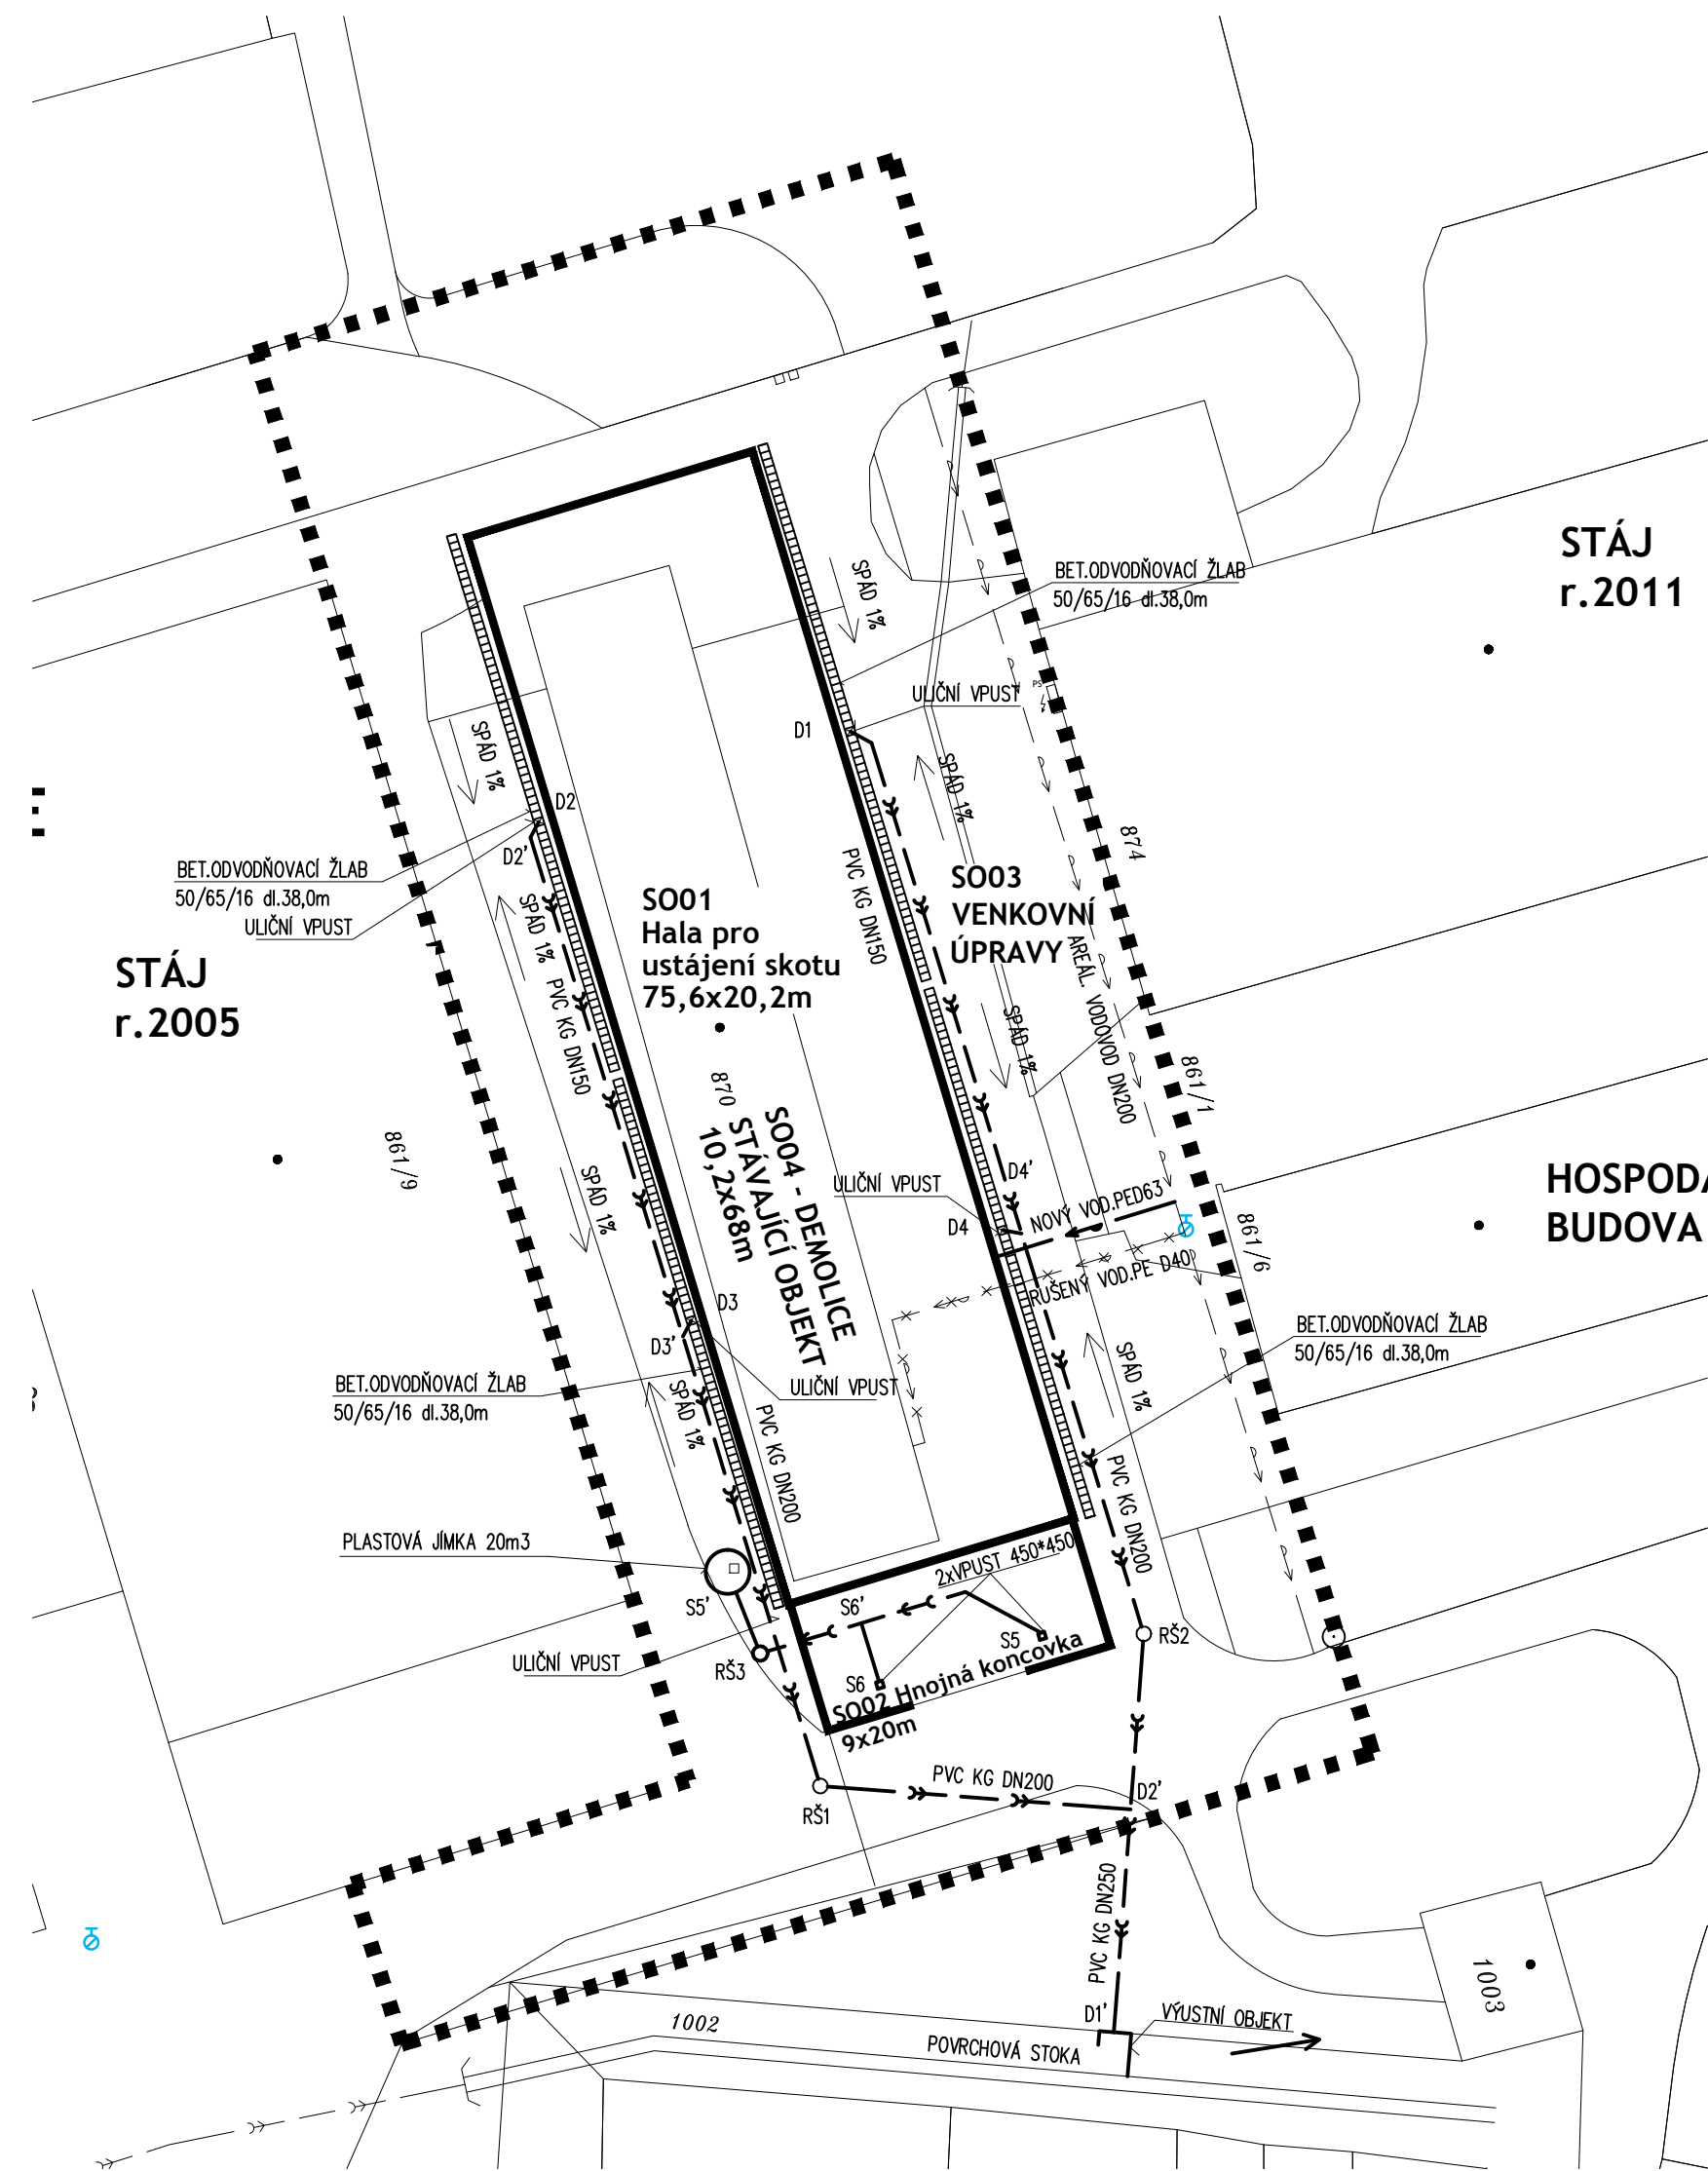 STÁJ
r.2011
BET.ODVODŇOVACÍ ŽLAB
50/65/16 dl.38,0m
SPÁD 1%
PS
ULIČNÍ VPUST
D1
SPÁD 1%
SPÁD 1%
D2
D2'
BET.ODVODŇOVACÍ ŽLAB
50/65/16 dl.38,0m
ULIČNÍ VPUST
874
PVC KG DN150
SO03
VENKOVNÍ
ÚPRAVY
SO01
Hala pro
ustájení skotu
75,6x20,2m
SPÁD 1%
PVC KG DN150
STÁJ
r.2005
AREÁL. VODOVOD DN200
SPÁD 1%
861/1
870
SO04 - DEMOLICE
STÁVAJÍCÍ OBJEKT
10,2x68m
861/9
SPÁD 1%
ULIČNÍ VPUST
D4'
D4
NOVÝ VOD.PED63
RUŠENÝ VOD.PE D40
861/6
HOSPODÁ
BUDOVA
D3
D3'
BET.ODVODŇOVACÍ ŽLAB
50/65/16 dl.38,0m
SPÁD 1%
BET.ODVODŇOVACÍ ŽLAB
50/65/16 dl.38,0m
ULIČNÍ VPUST
SPÁD 1%
PVC KG DN200
PVC KG DN200
PLASTOVÁ JÍMKA 20m3
2xVPUST 450*450
S5'
S6'
S5
RŠ2
ULIČNÍ VPUST
RŠ3
S6
SO02 Hnojná koncovka
9x20m
PVC KG DN200
D2'
RŠ1
PVC KG DN250
1003
D1'
VÝUSTNÍ OBJEKT
1002
POVRCHOVÁ STOKA